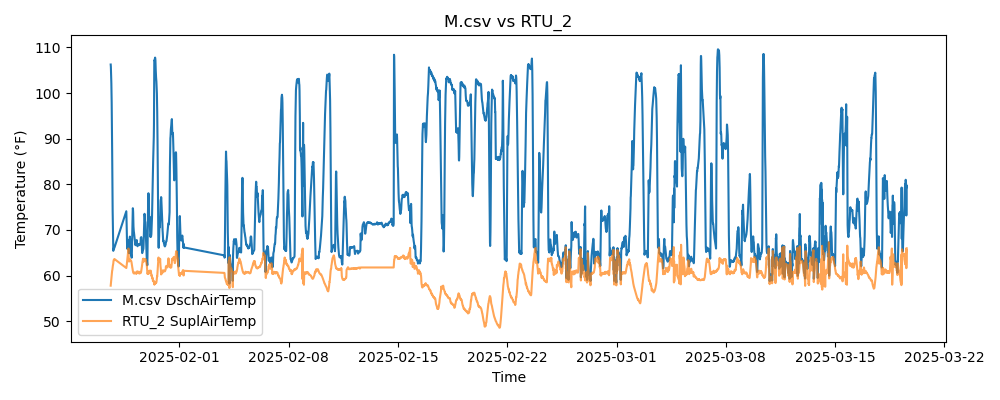 M.csv vs RTU_2
110
100
90
80
70
60
50
Temperature (°F)
M.csv DschAirTemp
RTU_2 SuplAirTemp
2025-02-01 2025-02-08 2025-02-15 2025-02-22 2025-03-01 2025-03-08 2025-03-15 2025-03-22
Time